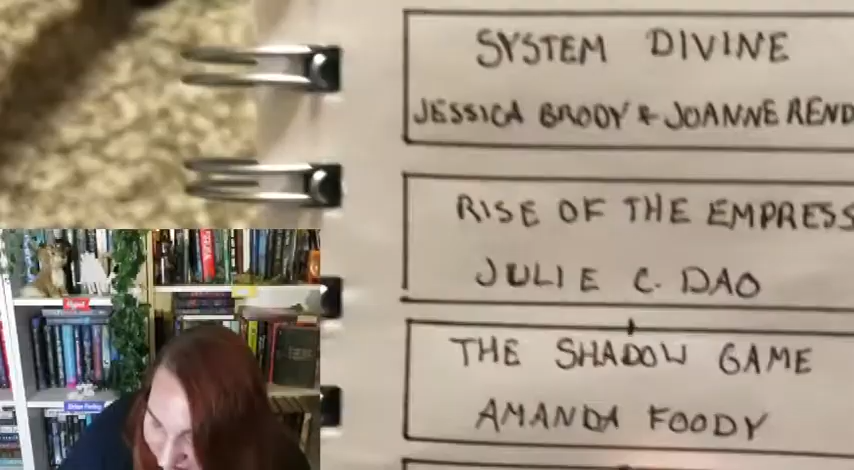 SYSTEM DIVINE
JESSICA BRODY & JOANNE REND
RISE OF THE EMPRESS
JULIE C. DAO
THE SHADOW GAME
AMANDA FOODY